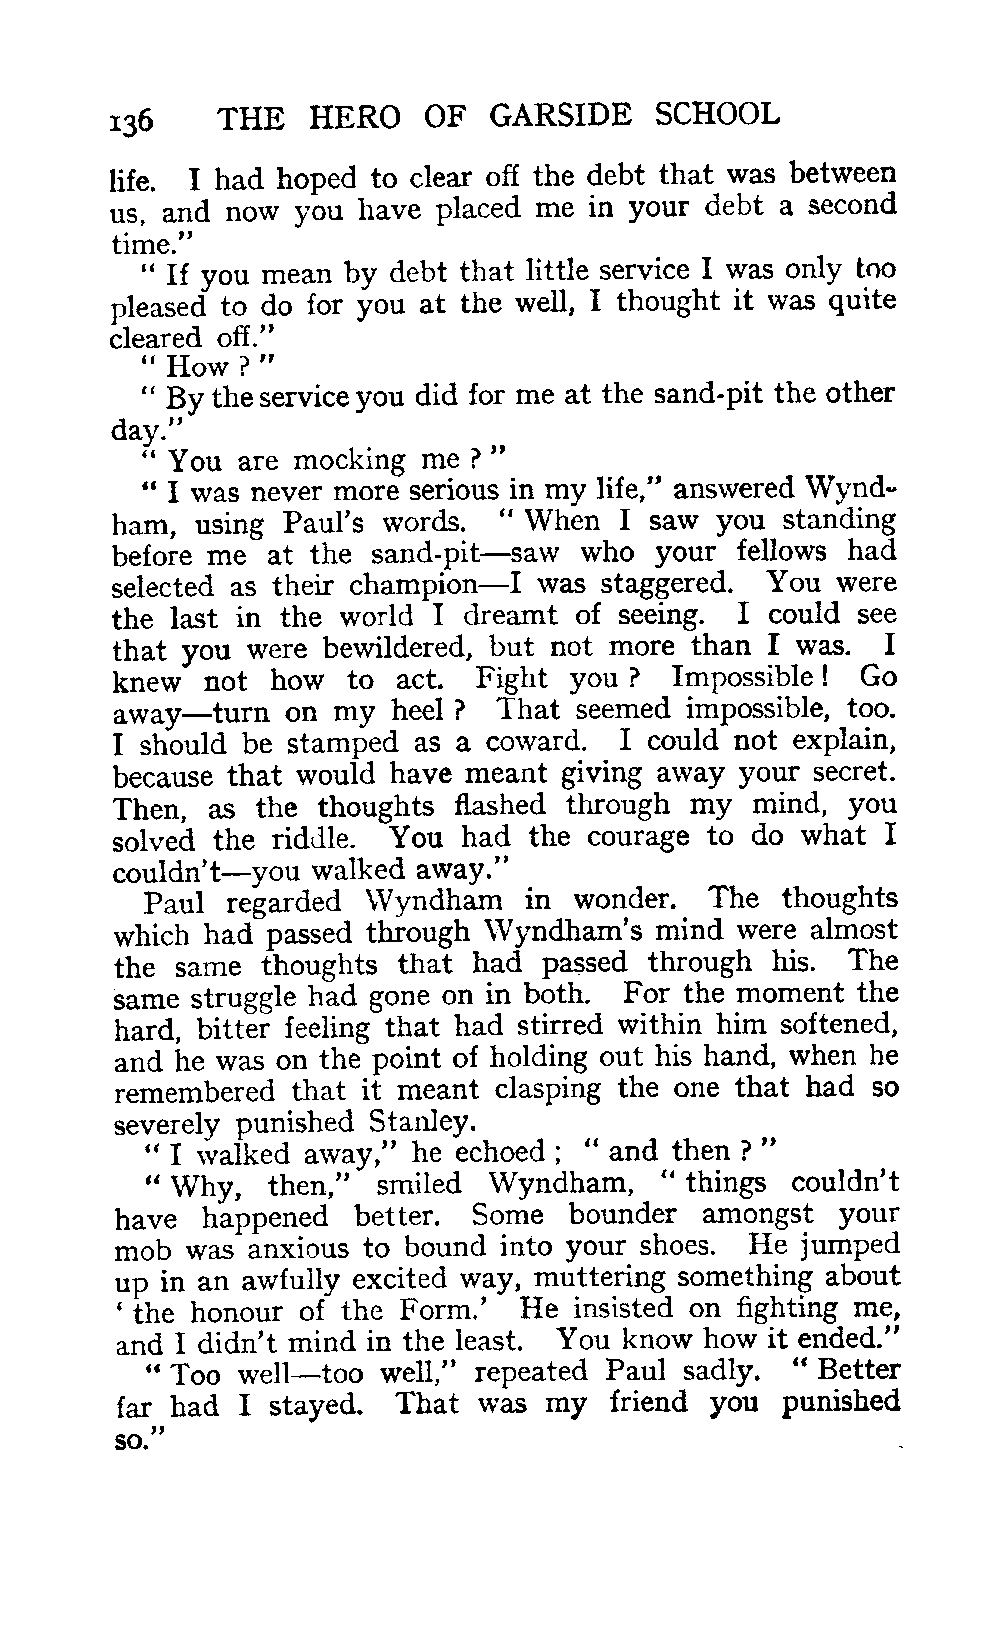 136 THE HERO OF GARSIDE SCHOOL
life. I had hoped to clear off the debt that was between
us, and now you have placed me in your debt a second
time."
" If you mean by debt that little service I was only too
pleased to do for you at the well, I thought it was quite
cleared off."
" How ? "
" By the service you did for me at the sand-pit the other
day."
" You are mocking me ? "
" I was never more serious in my life," answered Wynd-
ham, using Paul's words. " When I saw you standing
before me at the sand-pit—saw who your fellows had
selected as their champion—I was staggered. You were
the last in the world I dreamt of seeing. I could see
that you were bewildered, but not more than I was. I
knew not how to act. Fight you ? Impossible ! Go
away—turn on my heel ? That seemed impossible, too.
I should be stamped as a coward. I could not explain,
because that would have meant giving away your secret.
Then, as the thoughts flashed through my mind, you
solved the riddle. You had the courage to do what I
couldn't—you walked away."
Paul regarded Wyndham in wonder. The thoughts
which had passed through Wyndham's mind were almost
the same thoughts that had passed through his. The
same struggle had gone on in both. For the moment the
hard, bitter feeling that had stirred within him softened,
and he was on the point of holding out his hand, when he
remembered that it meant clasping the one that had so
severely punished Stanley.
" I walked away," he echoed ; " and then ? "
" Why, then," smiled Wyndham, " things couldn't
have happened better. Some bounder amongst your
mob was anxious to bound into your shoes. He jumped
up in an awfully excited way, muttering something about
' the honour of the Form.' He insisted on fighting me,
and I didn't mind in the least. You know how it ended."
" Too well—too well," repeated Paul sadly. " Better
far had I stayed. That was my friend you punished
so."